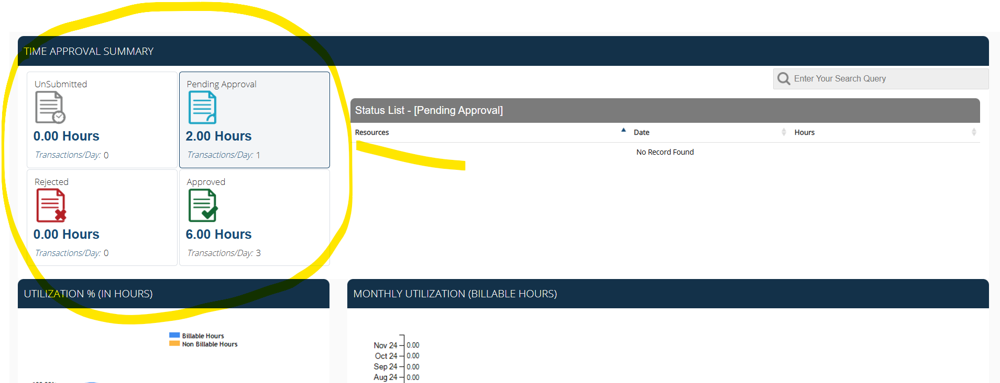 TIME APPROVAL SUMMARY
Enter Your Search Query
UnSubmitted
0.00 Hours
Transactions/Day: 0
Pending Approval
2.00 Hours
Transactions/Day: 1
Rejected
0.00 Hours
Transactions/Day: 0
Approved
6.00 Hours
Transactions/Day: 3
Status List - [Pending Approval]
Resources Date Hours
No Record Found
UTILIZATION % (IN HOURS)
Billable Hours
Non Billable Hours
MONTHLY UTILIZATION (BILLABLE HOURS)
Nov 24 0.00
Oct 24 0.00
Sep 24 0.00
Aug 24 0.00